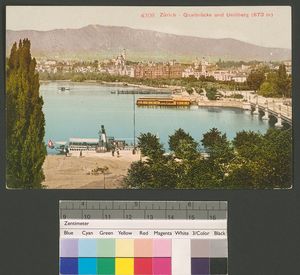 4308. Zürich - Quaibrücke und Uetliberg (873 m)
Zentimeter
Blue Cyan Green Yellow Red Magenta White 3/Color Black